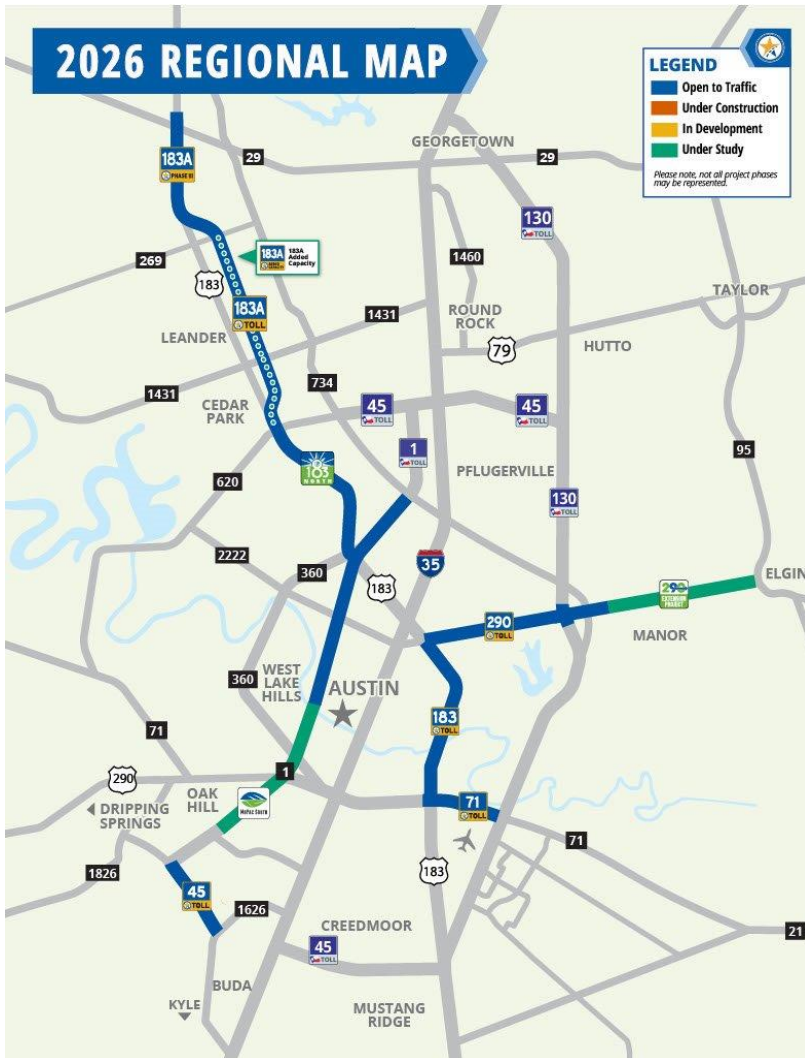 2026 REGIONAL MAP
LEGEND
Open to Traffic
Under Construction
In Development
Under Study
Please note, not all project phases
may be represented.
183A
PHASE III
29
GEORGETOWN
29
130
TOLL
183A
183A
Added
Capacity
269
183
1460
TAYLOR
183A
TOLL
1431
ROUND
ROCK
LEANDER
79
HUTTO
1431
734
CEDAR
PARK
45
TOLL
45
TOLL
1
TOLL
95
183
NORTH
PFLUGERVILLE
620
130
TOLL
2222
360
35
183
ELGIN
290
EXTENSION
PROJECT
290
TOLL
MANOR
WEST
LAKE
HILLS
360
AUSTIN
183
TOLL
71
1
290
OAK
HILL
MoPac South
DRIPPING
SPRINGS
71
TOLL
71
1826
183
45
TOLL
1626
CREEDMOOR
21
45
TOLL
BUDA
KYLE
MUSTANG
RIDGE